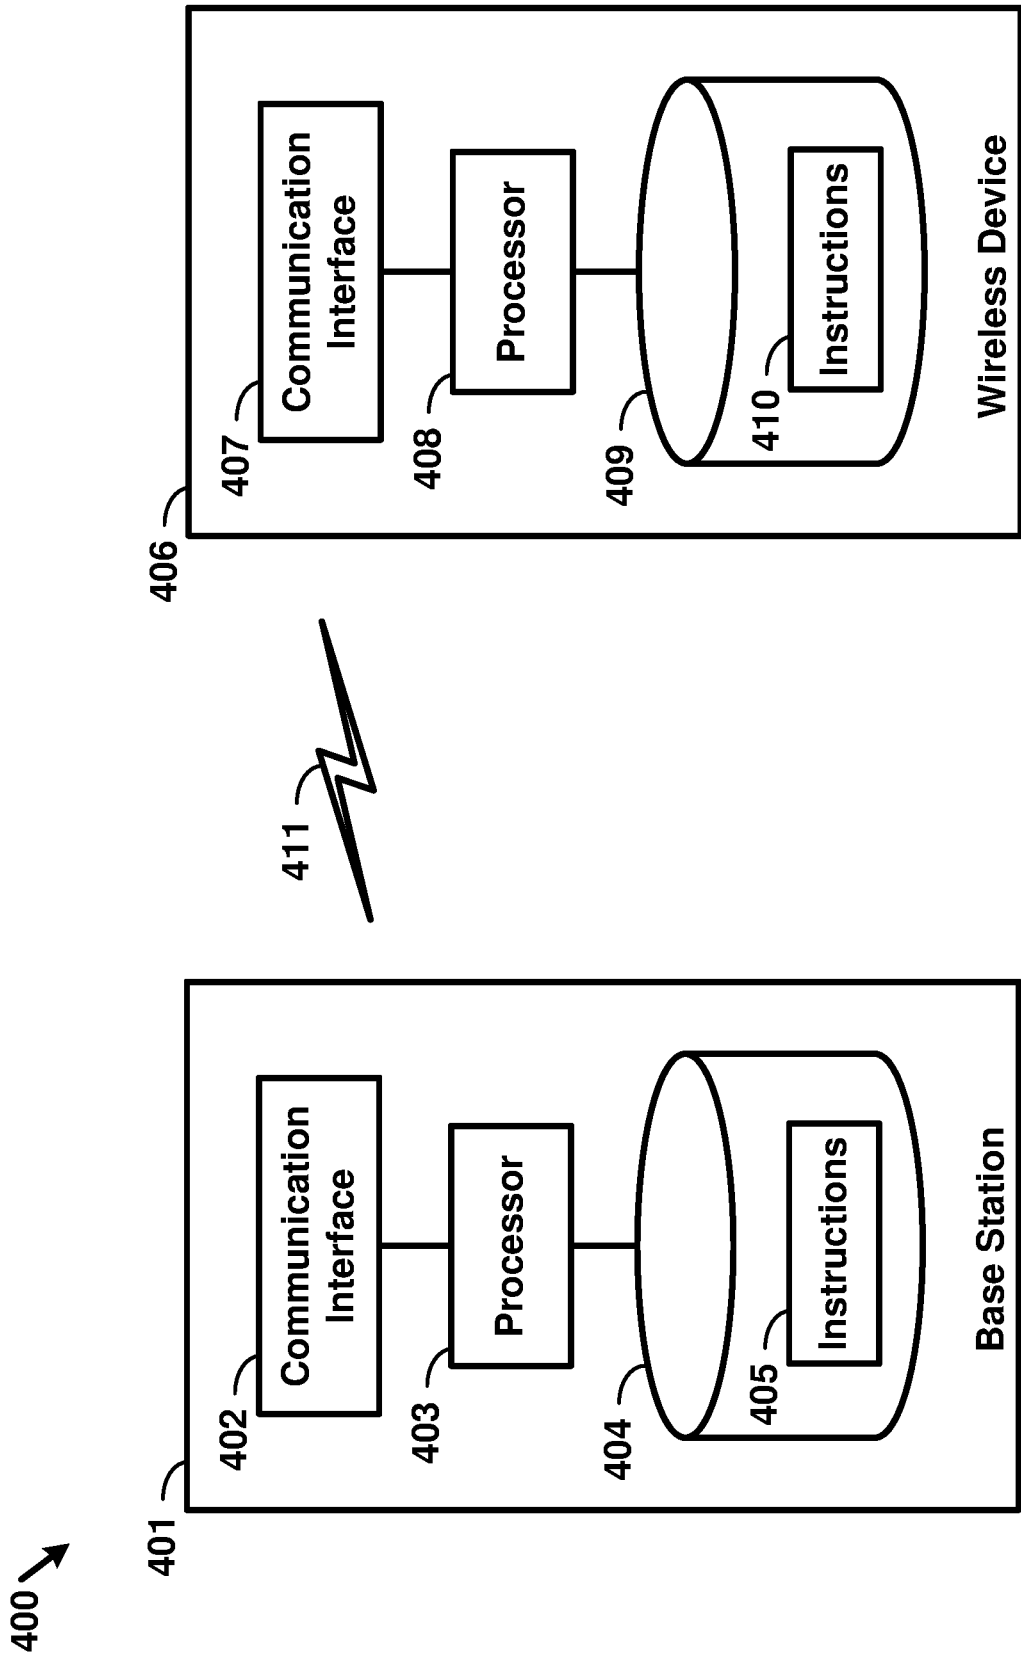 400
401
402
Communication
Interface
403
Processor
404
405
Instructions
Base Station
411
406
407
Communication
Interface
408
Processor
409
410
Instructions
Wireless Device